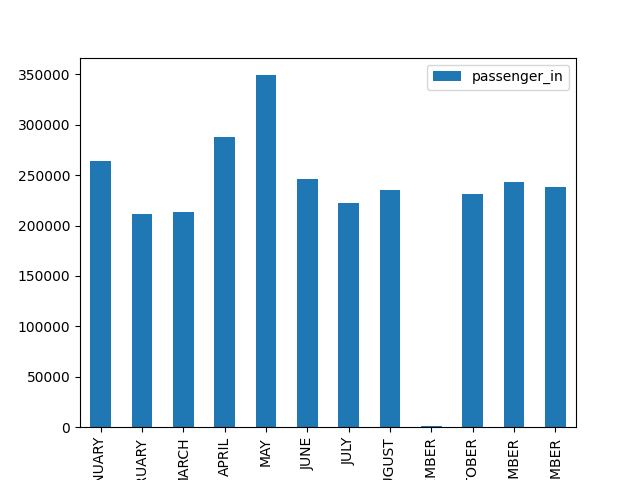 passenger_in
350000
300000
250000
200000
150000
100000
50000
0
NUARY
RUARY
MARCH
APRIL
MAY
JUNE
JULY
UGUST
MBER
TOBER
MBER
MBER